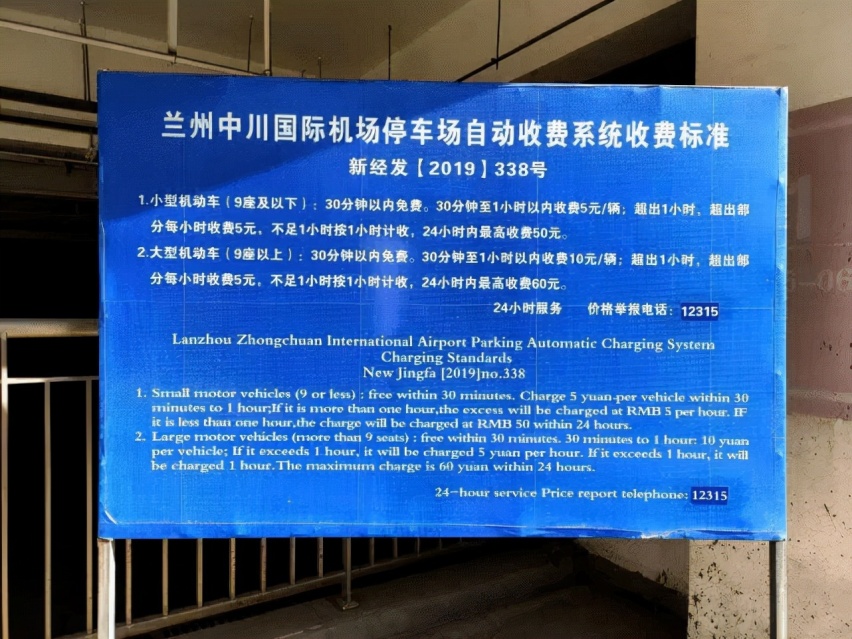 兰州中川国际机场停车场自动收费系统收费标准
新经发【2019】338号
1.小型机动车（9座及以下）：30分钟以内免费。30分钟至1小时以内收费5元/辆；超出1小时，超出部
分每小时收费5元，不足1小时按1小时计收，24小时内最高收费50元。
2.大型机动车（9座以上）：30分钟以内免费。30分钟至1小时以内收费10元/辆；超出1小时，超出部
分每小时收费5元，不足1小时按1小时计收，24小时内最高收费60元。
24小时服务 价格举报电话：12315
Lanzhou Zhongchuan International Airport Parking Automatic Charging System
Charging Standards
New Jingfa [2019]no.338
1. Small motor vehicles (9 or less) : free within 30 minutes. Charge 5 yuan-per vehicle within 30
minutes to 1 hour;If it is more than one hour,the excess will be charged at RMB 5 per hour. IF
it is less than one hour,the charge will be charged at RMB 50 within 24 hours.
2. Large motor vehicles (more than 9 seats) : free within 30 minutes. 30 minutes to 1 hour: 10 yuan
per vehicle; If it exceeds 1 hour, it will be charged 5 yuan per hour. If it exceeds 1 hour, it will
be charged 1 hour.The maximum charge is 60 yuan within 24 hours.
24-hour service Price report telephone: 12315